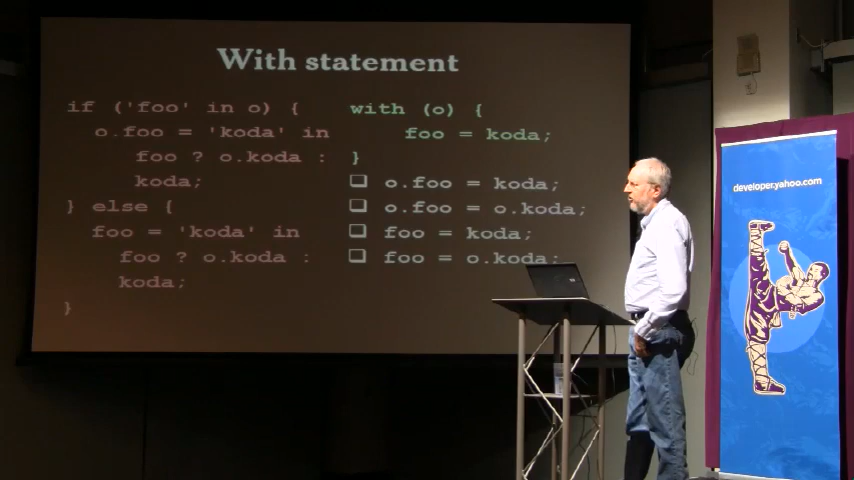 With statement
if ('foo' in o) {
o.foo = 'koda' in
foo ? o.koda :
koda;
} else {
foo = 'koda' in
foo ? o.koda :
koda;
}
with (o) {
foo = koda;
}
❑ o.foo = koda;
❑ o.foo = o.koda;
❑ foo = koda;
❑ foo = o.koda;
developer.yahoo.com